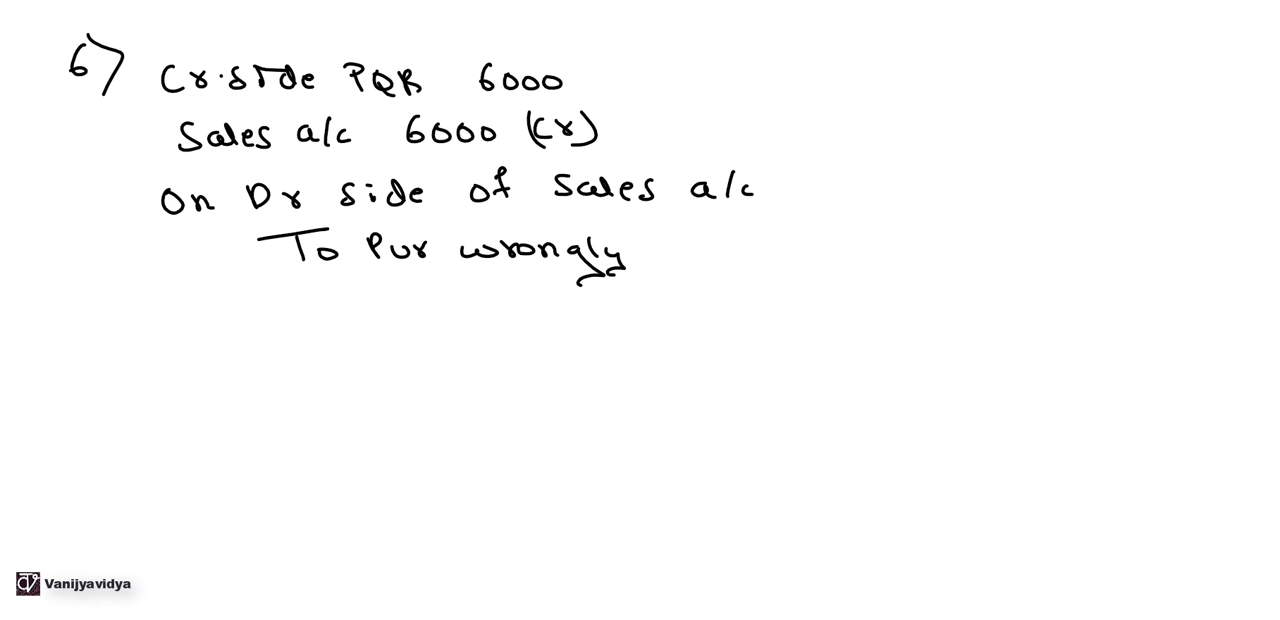 6) Cr. side PQR 6000
Sales a/c 6000 (Cr)
On Dr side of Sales a/c
To Pur wrongly
Vanijyavidya